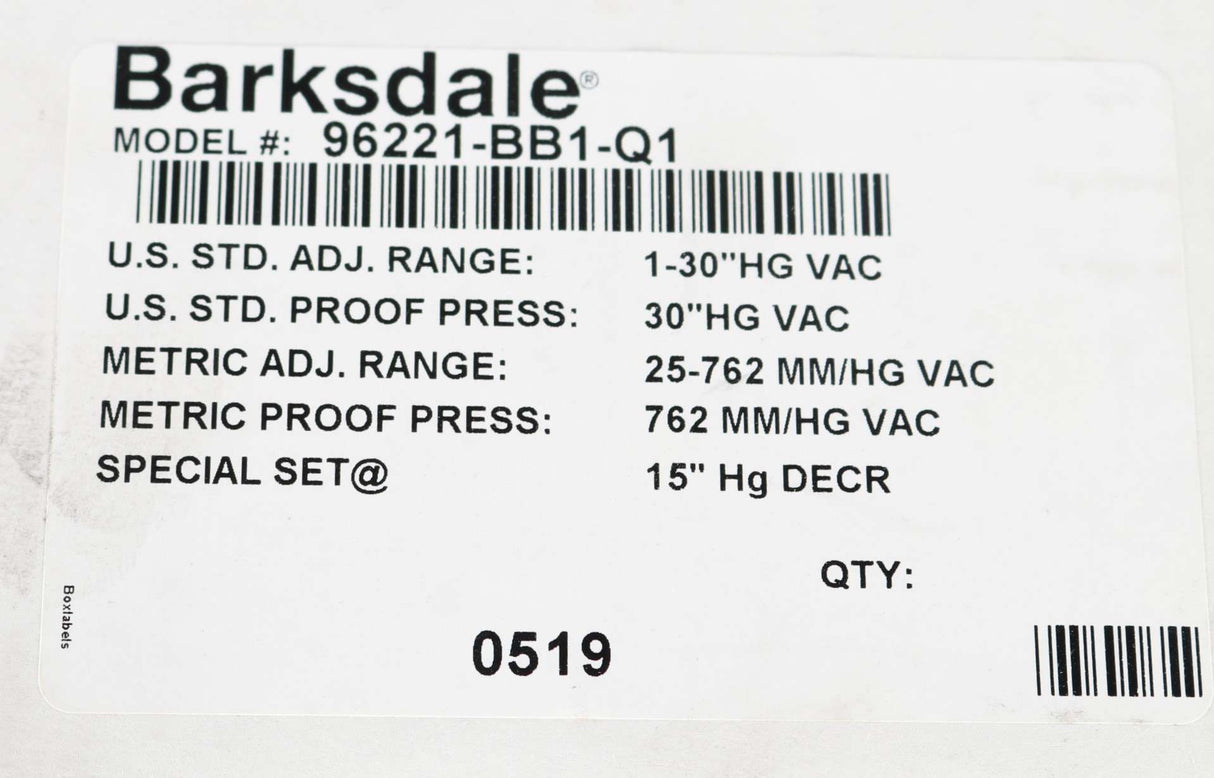 Barksdale®
MODEL #: 96221-BB1-Q1
U.S. STD. ADJ. RANGE: 1-30"HG VAC
U.S. STD. PROOF PRESS: 30"HG VAC
METRIC ADJ. RANGE: 25-762 MM/HG VAC
METRIC PROOF PRESS: 762 MM/HG VAC
SPECIAL SET@ 15" Hg DECR
QTY:
Boxlabels
0519